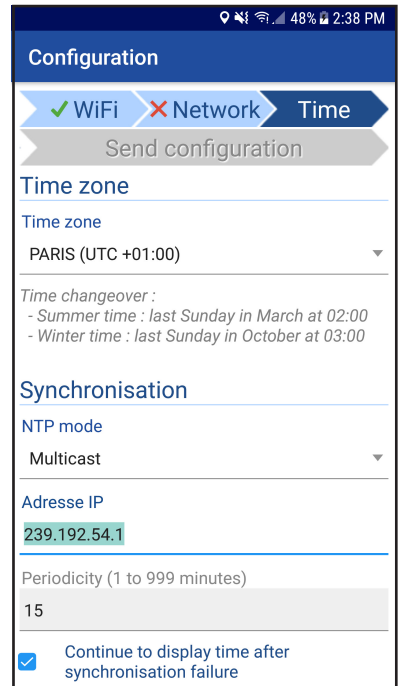 48% 2:38 PM
Configuration
WiFi Network Time
Send configuration
Time zone
Time zone
PARIS (UTC +01:00)
Time changeover :
- Summer time : last Sunday in March at 02:00
- Winter time : last Sunday in October at 03:00
Synchronisation
NTP mode
Multicast
Adresse IP
239.192.54.1
Periodicity (1 to 999 minutes)
15
Continue to display time after
synchronisation failure